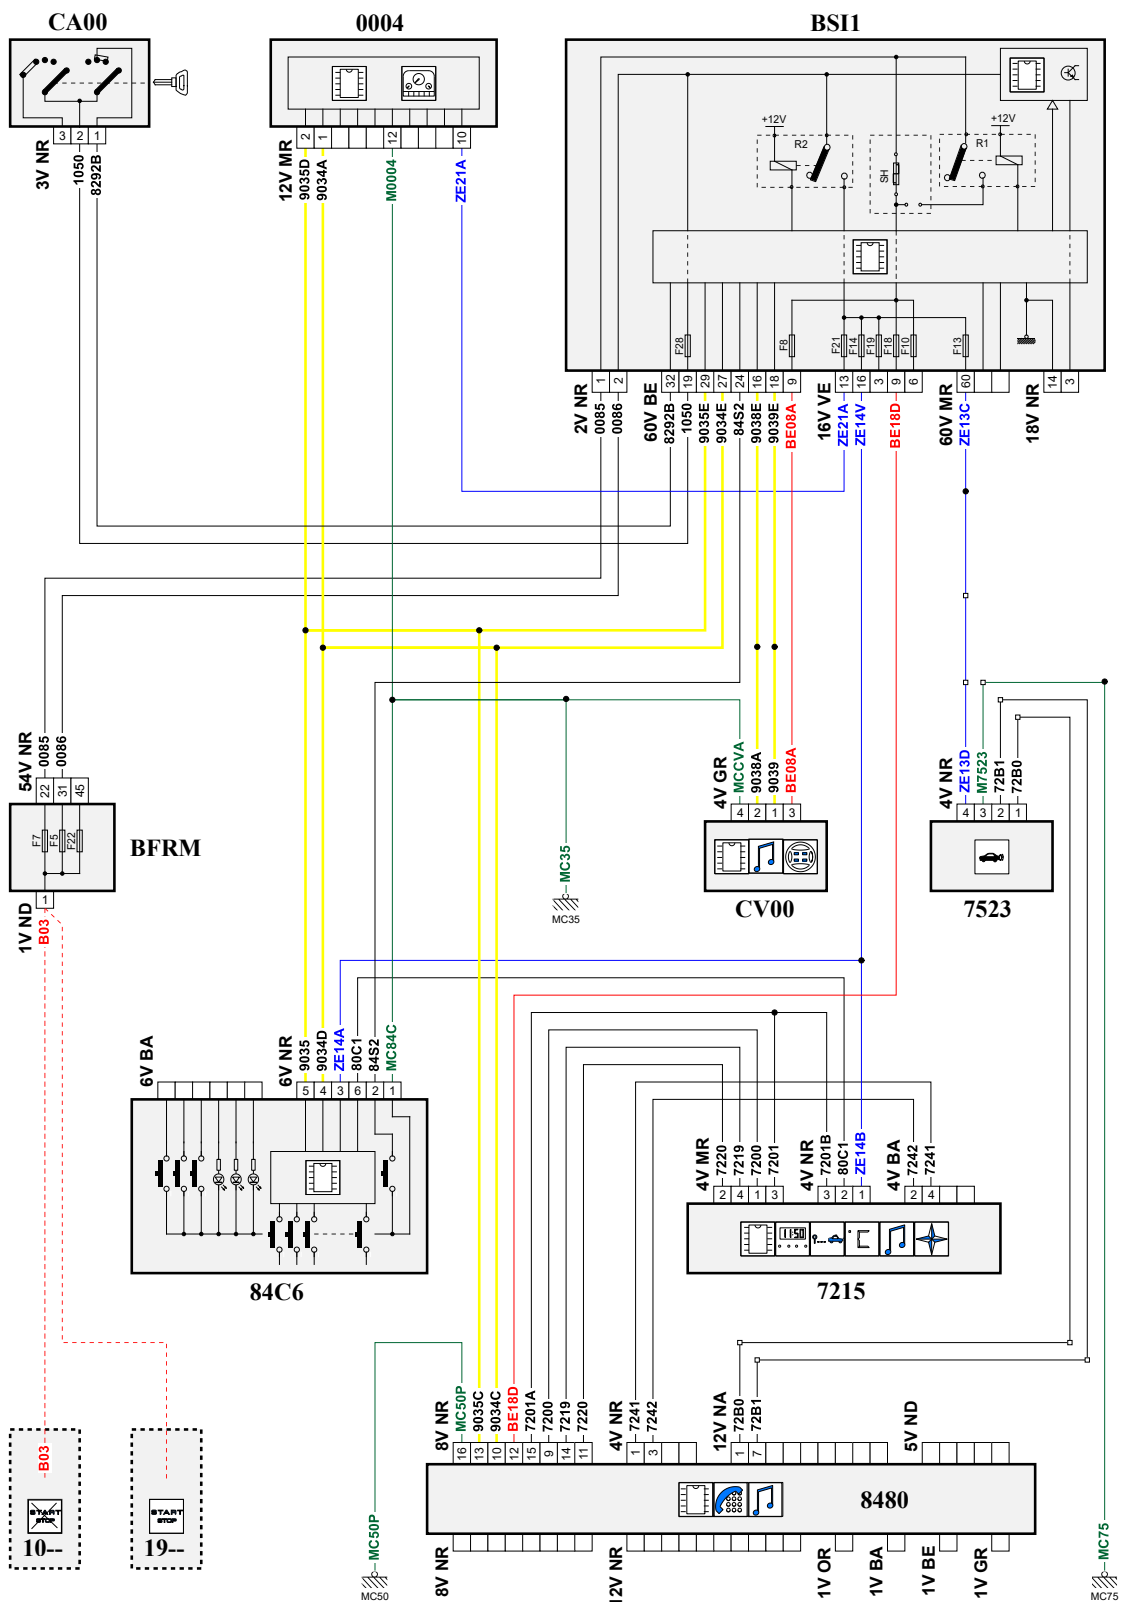 CA00
0004
BSI1
+12V
+12V
R2
R1
SH
3 2 1
2 1 12 10
3V NR
1050
8292B
12V MR
9035D
9034A
M0004
ZE21A
F28
F8
F21
F14
F19
F18
F10
F13
1 2
32 19 29 27 24 16 18 9
13 16 3 9 6
60
14 3
2V NR
0085
0086
60V BE
8292B
1050
9035E
9034E
84S2
9038E
9039E
BE08A
16V VE
ZE21A
ZE14V
BE18D
60V MR
ZE13C
18V NR
54V NR
0085
0086
22 31 45
F7
F5
F22
BFRM
1
1V ND
B03
4V GR
MCCVA
9038A
9039
BE08A
4 2 1 3
CV00
4V NR
ZE13D
M7523
72B1
72B0
4 3 2 1
7523
MC35
MC35
6V BA
6V NR
9035
9034D
ZE14A
80C1
84S2
MC84C
5 4 3 6 2 1
84C6
4V MR
7220
7219
7200
7201
4V NR
7201B
80C1
ZE14B
4V BA
7242
7241
2 4 1 3
3 2 1
2 4
11:50
7215
8V NR
MC50P
9035C
9034C
BE18D
7201A
7200
7219
7220
4V NR
7241
7242
12V NA
72B0
72B1
5V ND
16 13 10 12 15 9 14 11
1 3
1 7
8480
B03
START
STOP
10--
START
STOP
19--
MC50P
MC50
8V NR
12V NR
1V OR
1V BA
1V BE
1V GR
MC75
MC75